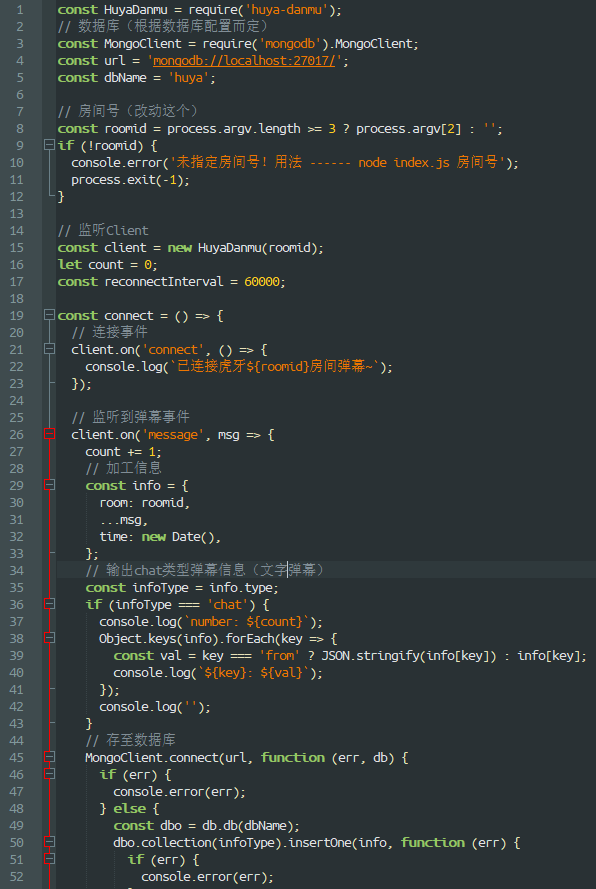 1 const HuyaDanmu = require('huya-danmu');
2 // 数据库（根据数据库配置而定）
3 const MongoClient = require('mongodb').MongoClient;
4 const url = 'mongodb://localhost:27017/';
5 const dbName = 'huya';
6
7 // 房间号（改动这个）
8 const roomid = process.argv.length >= 3 ? process.argv[2] : '';
9 if (!roomid) {
10   console.error('未指定房间号！用法 ------ node index.js 房间号');
11   process.exit(-1);
12 }
13
14 // 监听Client
15 const client = new HuyaDanmu(roomid);
16 let count = 0;
17 const reconnectInterval = 60000;
18
19 const connect = () => {
20   // 连接事件
21   client.on('connect', () => {
22     console.log(`已连接虎牙${roomid}房间弹幕~`);
23   });
24
25   // 监听到弹幕事件
26   client.on('message', msg => {
27     count += 1;
28     // 加工信息
29     const info = {
30       room: roomid,
31       ...msg,
32       time: new Date(),
33     };
34     // 输出chat类型弹幕信息（文字弹幕）
35     const infoType = info.type;
36     if (infoType === 'chat') {
37       console.log(`number: ${count}`);
38       Object.keys(info).forEach(key => {
39         const val = key === 'from' ? JSON.stringify(info[key]) : info[key];
40         console.log(`${key}: ${val}`);
41       });
42       console.log('');
43     }
44     // 存至数据库
45     MongoClient.connect(url, function (err, db) {
46       if (err) {
47         console.error(err);
48       } else {
49         const dbo = db.db(dbName);
50         dbo.collection(infoType).insertOne(info, function (err) {
51           if (err) {
52             console.error(err);